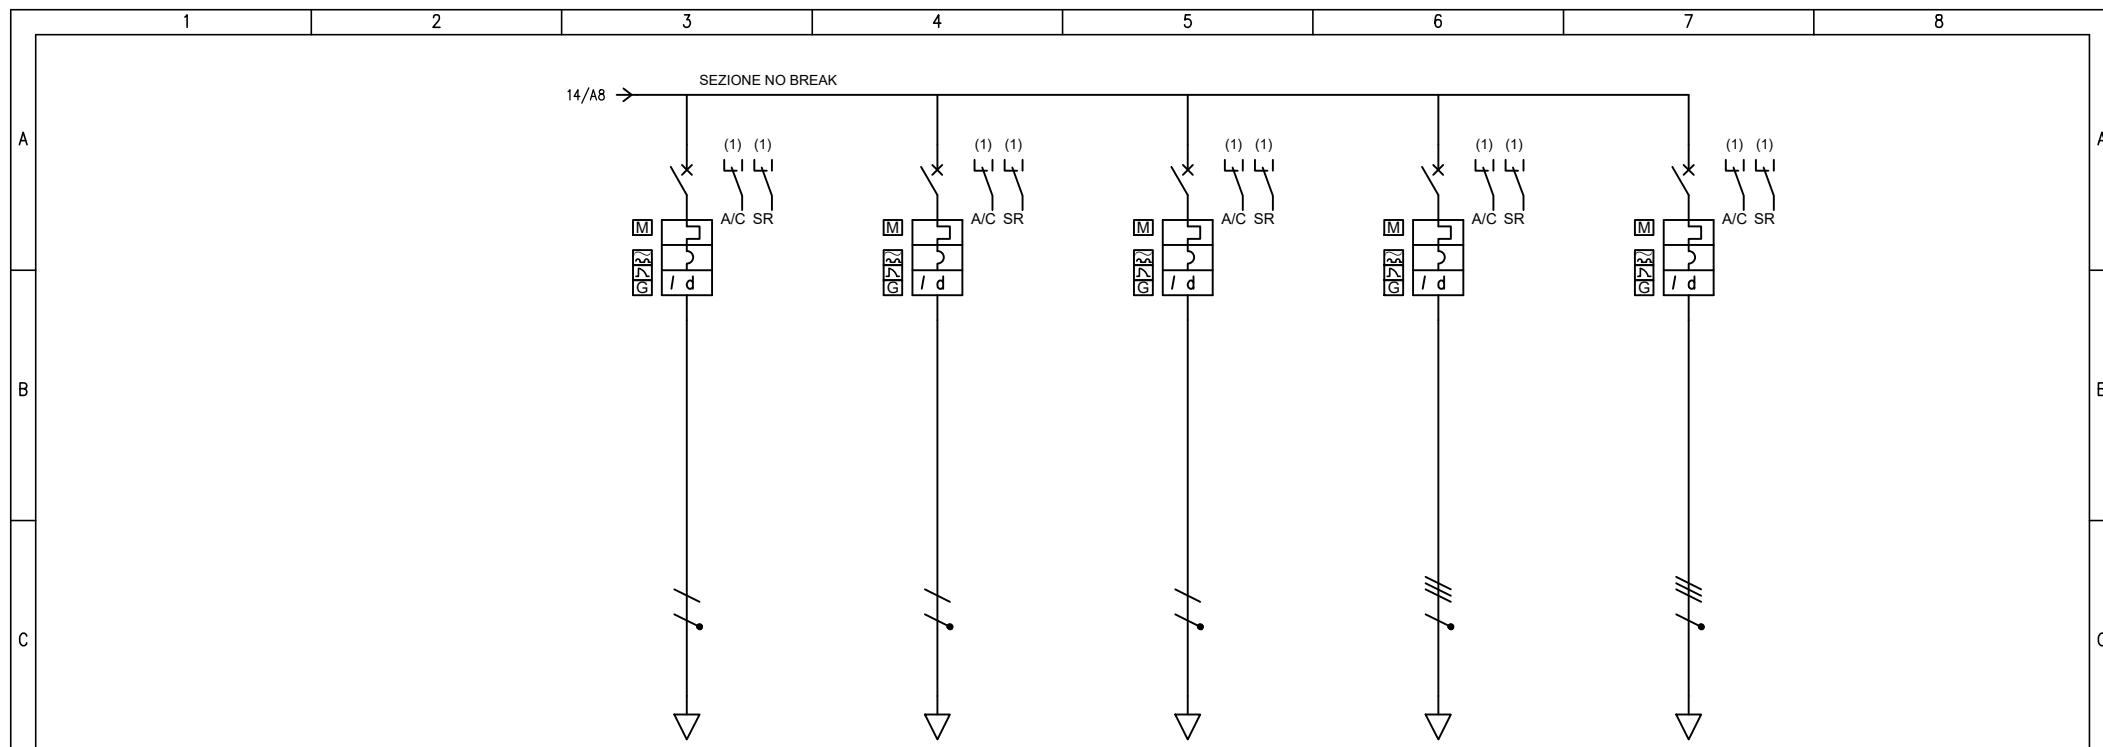 1 2 3 4 5 6 7 8
SEZIONE NO BREAK
14/A8
A A
(1) (1) (1) (1) (1) (1) (1) (1) (1) (1)
A/C SR A/C SR A/C SR A/C SR A/C SR
M M M M M
G I d G I d G I d G I d G I d
B
C